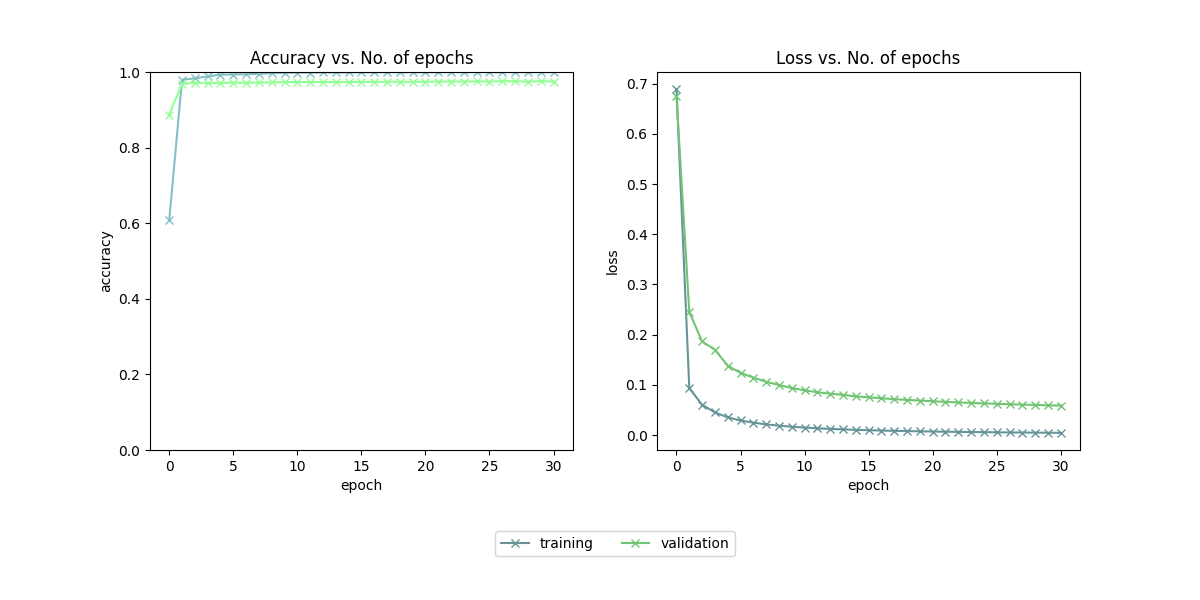 Accuracy vs. No. of epochs
1.0
0.8
0.6
0.4
0.2
0.0
accuracy
0 5 10 15 20 25 30
epoch
Loss vs. No. of epochs
0.7
0.6
0.5
0.4
0.3
0.2
0.1
0.0
loss
0 5 10 15 20 25 30
epoch
training validation